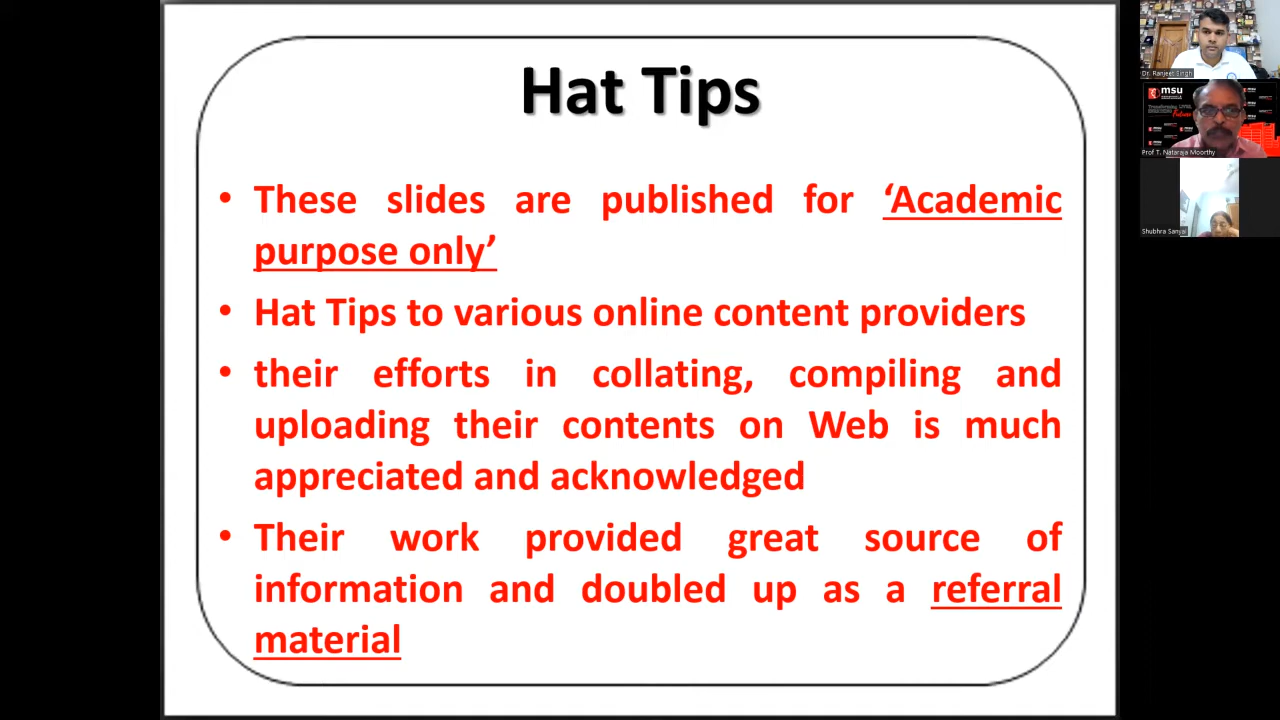 Hat Tips
• These slides are published for ‘Academic
purpose only’
• Hat Tips to various online content providers
• their efforts in collating, compiling and
uploading their contents on Web is much
appreciated and acknowledged
• Their work provided great source of
information and doubled up as a referral
material
Dr. Ranjeet Singh
msu
Prof T. Nataraja Moorthy
Shubhra Sanyal